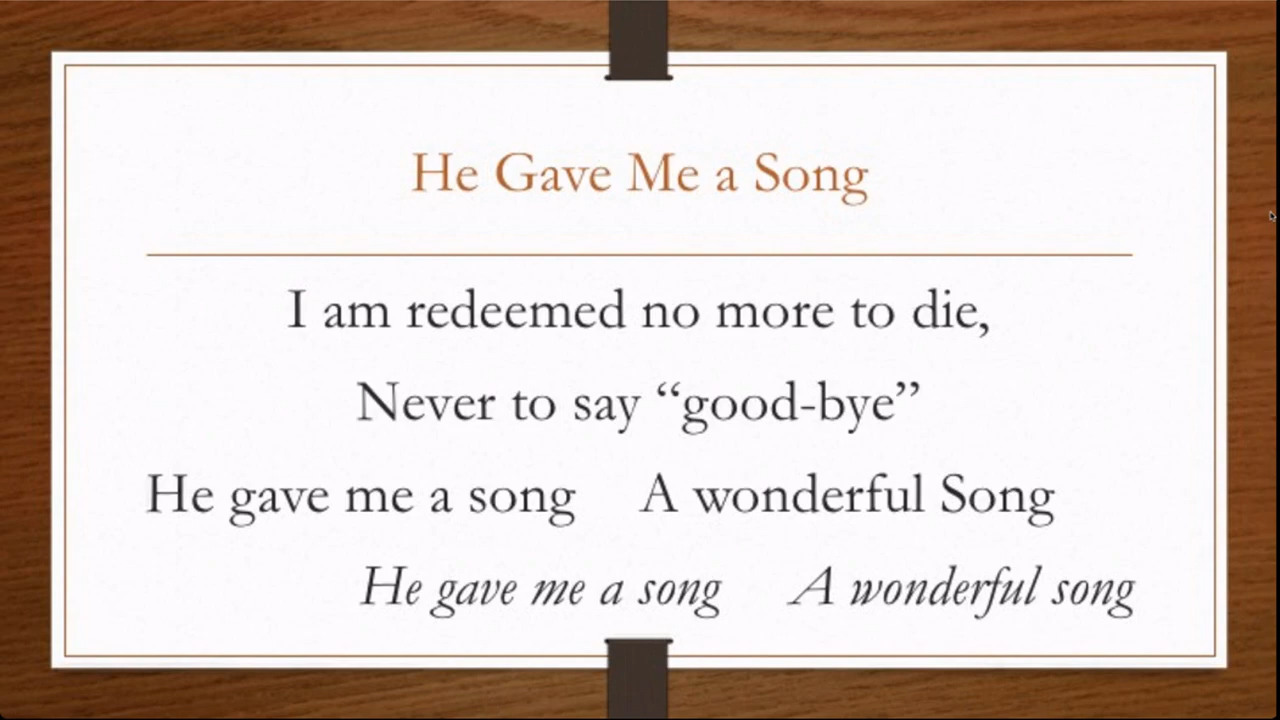 He Gave Me a Song
I am redeemed no more to die,
Never to say “good-bye”
He gave me a song A wonderful Song
He gave me a song A wonderful song